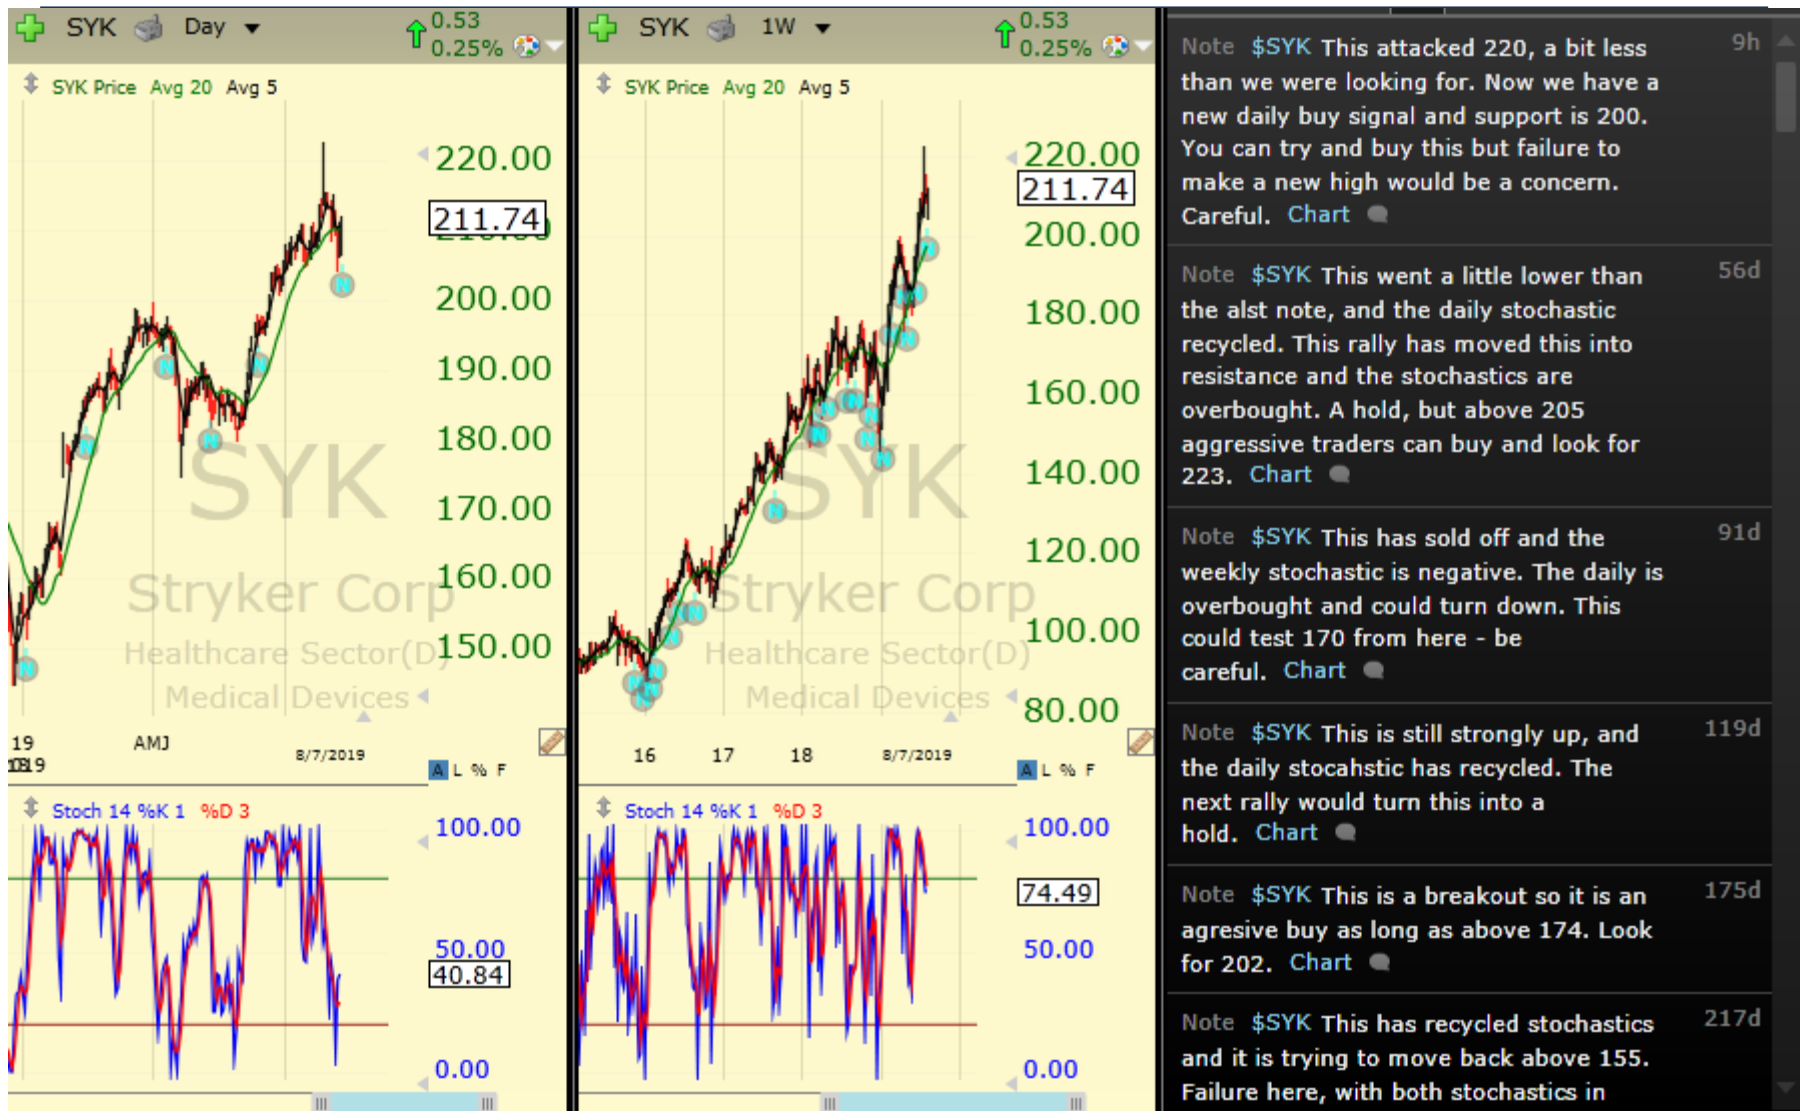 SYK Day 0.53
0.25%
SYK Price Avg 20 Avg 5
220.00
211.74
200.00
190.00
180.00
170.00
160.00
150.00
SYK
Stryker Corp
Healthcare Sector(D)
Medical Devices
19 AMJ 8/7/2019
A L % F
Stoch 14 %K 1 %D 3
100.00
50.00
40.84
0.00
SYK 1W 0.53
0.25%
SYK Price Avg 20 Avg 5
220.00
211.74
200.00
180.00
160.00
140.00
120.00
100.00
80.00
SYK
Stryker Corp
Healthcare Sector(D)
Medical Devices
16 17 18 8/7/2019
A L % F
Stoch 14 %K 1 %D 3
100.00
74.49
50.00
0.00
Note $SYK This attacked 220, a bit less 9h
than we were looking for. Now we have a
new daily buy signal and support is 200.
You can try and buy this but failure to
make a new high would be a concern.
Careful. Chart
Note $SYK This went a little lower than 56d
the alst note, and the daily stochastic
recycled. This rally has moved this into
resistance and the stochastics are
overbought. A hold, but above 205
aggressive traders can buy and look for
223. Chart
Note $SYK This has sold off and the 91d
weekly stochastic is negative. The daily is
overbought and could turn down. This
could test 170 from here - be
careful. Chart
Note $SYK This is still strongly up, and 119d
the daily stocahstic has recycled. The
next rally would turn this into a
hold. Chart
Note $SYK This is a breakout so it is an 175d
agresive buy as long as above 174. Look
for 202. Chart
Note $SYK This has recycled stochastics 217d
and it is trying to move back above 155.
Failure here, with both stochastics in